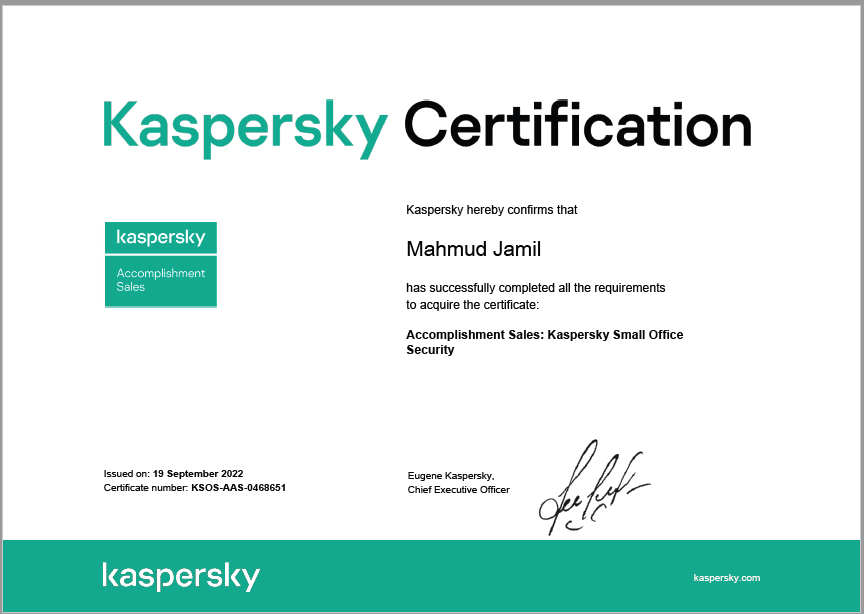 Kaspersky Certification
kaspersky
Accomplishment
Sales
Kaspersky hereby confirms that
Mahmud Jamil
has successfully completed all the requirements
to acquire the certificate:
Accomplishment Sales: Kaspersky Small Office
Security
Issued on: 19 September 2022
Certificate number: KSOS-AAS-0468651
Eugene Kaspersky,
Chief Executive Officer
kaspersky
kaspersky.com